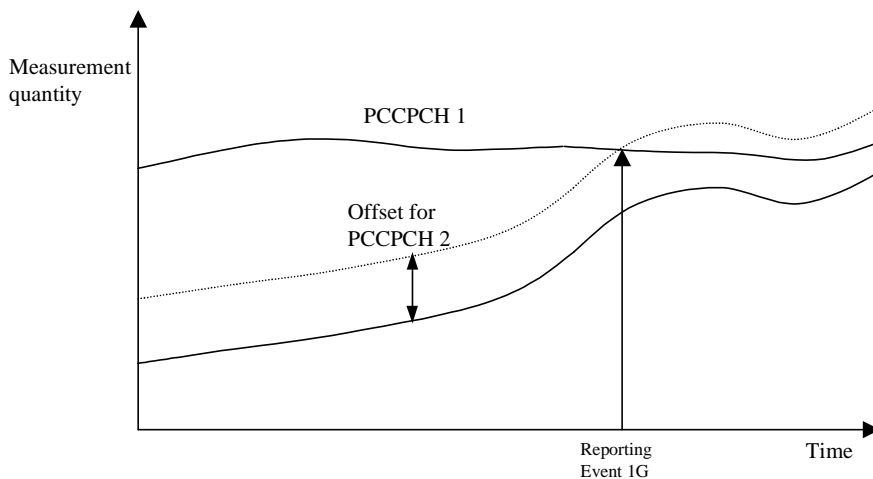 Measurement
quantity
PCCPCH 1
Offset for
PCCPCH 2
Time
Reporting
Event 1G